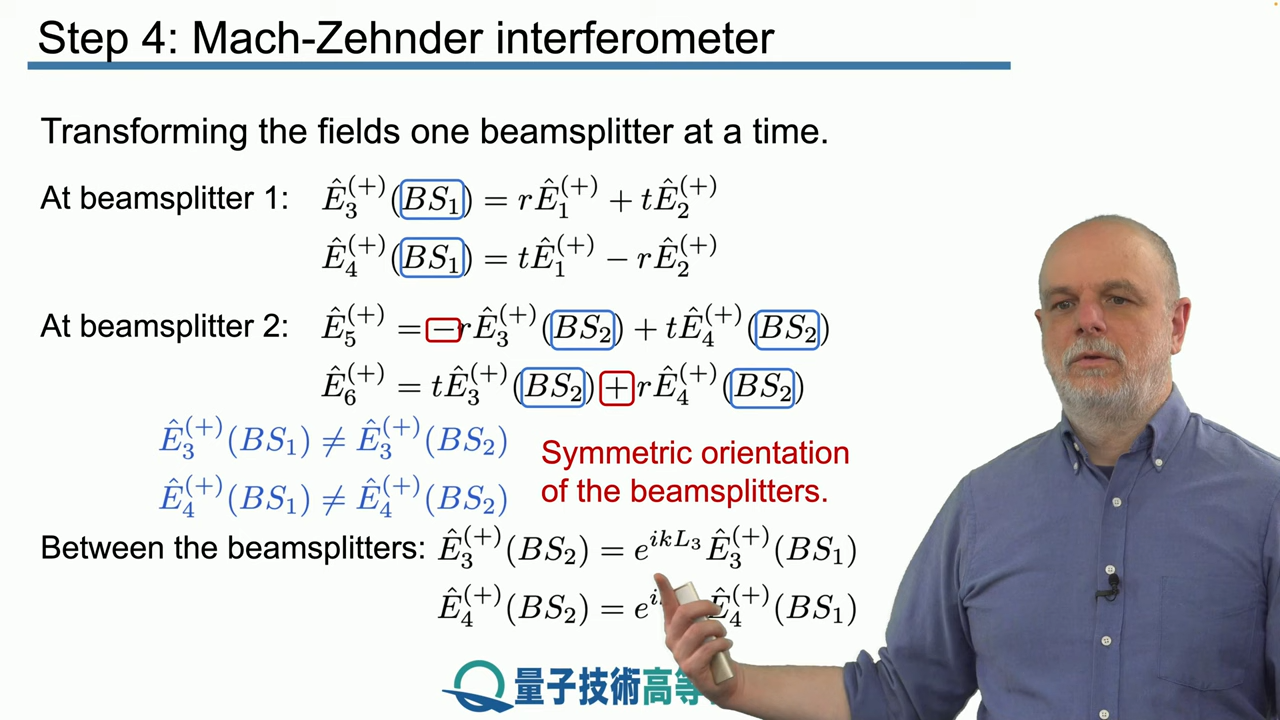 Step 4: Mach-Zehnder interferometer
Transforming the fields one beamsplitter at a time.
At beamsplitter 1: Ê₃⁽⁺⁾(BS₁) = rÊ₁⁽⁺⁾ + tÊ₂⁽⁺⁾
Ê₄⁽⁺⁾(BS₁) = tÊ₁⁽⁺⁾ − rÊ₂⁽⁺⁾
At beamsplitter 2: Ê₅⁽⁺⁾ = −rÊ₃⁽⁺⁾(BS₂) + tÊ₄⁽⁺⁾(BS₂)
Ê₆⁽⁺⁾ = tÊ₃⁽⁺⁾(BS₂) + rÊ₄⁽⁺⁾(BS₂)
Ê₃⁽⁺⁾(BS₁) ≠ Ê₃⁽⁺⁾(BS₂)
Ê₄⁽⁺⁾(BS₁) ≠ Ê₄⁽⁺⁾(BS₂)
Symmetric orientation
of the beamsplitters.
Between the beamsplitters: Ê₃⁽⁺⁾(BS₂) = e^{ikL₃} Ê₃⁽⁺⁾(BS₁)
Ê₄⁽⁺⁾(BS₂) = e^{i Ê₄⁽⁺⁾(BS₁)
量子技術高等